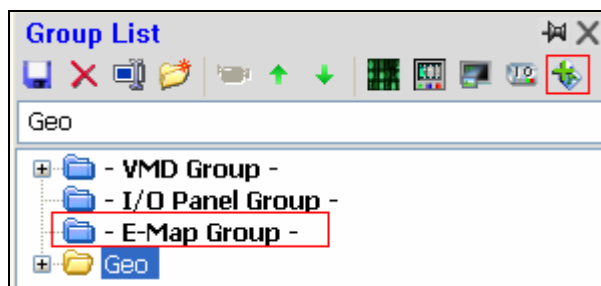 Group List
Geo
- VMD Group -
- I/O Panel Group -
- E-Map Group -
Geo